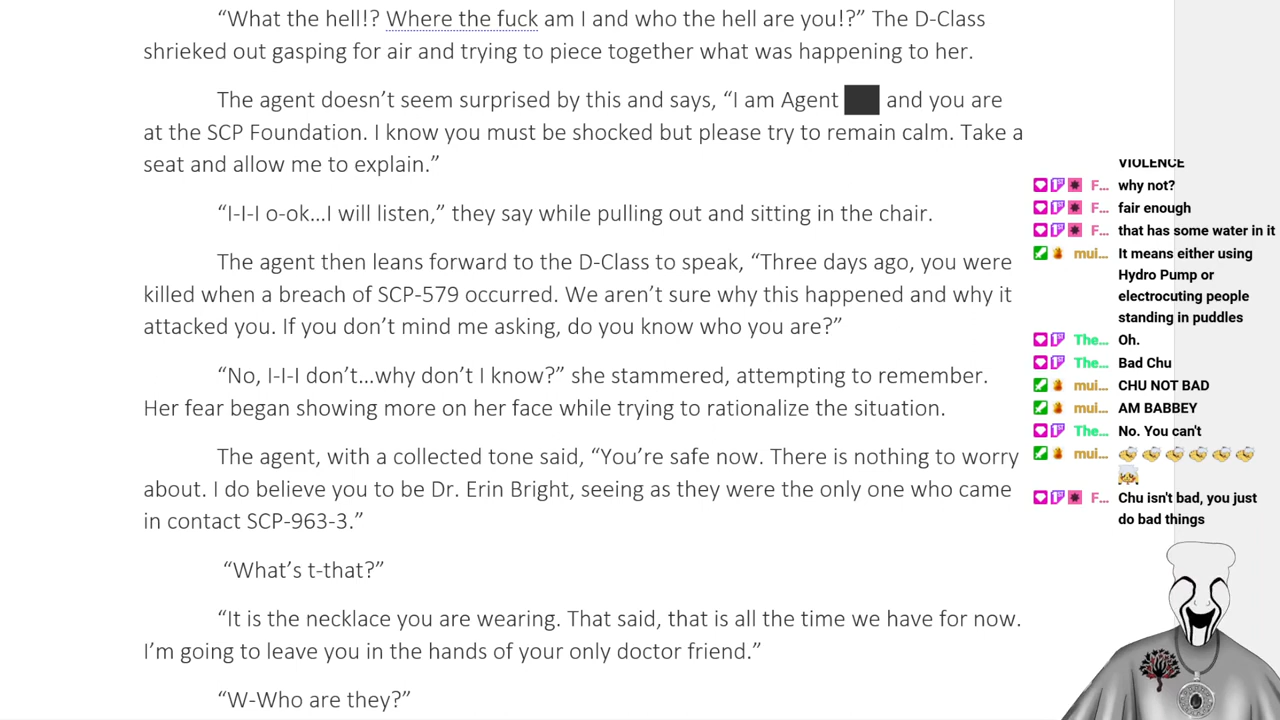 “What the hell!? Where the fuck am I and who the hell are you!?” The D-Class
shrieked out gasping for air and trying to piece together what was happening to her.
The agent doesn’t seem surprised by this and says, “I am Agent and you are
at the SCP Foundation. I know you must be shocked but please try to remain calm. Take a
seat and allow me to explain.”
“I-I-I o-ok...I will listen,” they say while pulling out and sitting in the chair.
The agent then leans forward to the D-Class to speak, “Three days ago, you were
killed when a breach of SCP-579 occurred. We aren’t sure why this happened and why it
attacked you. If you don’t mind me asking, do you know who you are?”
“No, I-I-I don’t...why don’t I know?” she stammered, attempting to remember.
Her fear began showing more on her face while trying to rationalize the situation.
The agent, with a collected tone said, “You’re safe now. There is nothing to worry
about. I do believe you to be Dr. Erin Bright, seeing as they were the only one who came
in contact SCP-963-3.”
“What’s t-that?”
“It is the necklace you are wearing. That said, that is all the time we have for now.
I’m going to leave you in the hands of your only doctor friend.”
“W-Who are they?”
VIOLENCE
F... why not?
F... fair enough
F... that has some water in it
mui... It means either using
Hydro Pump or
electrocuting people
standing in puddles
The... Oh.
The... Bad Chu
mui... CHU NOT BAD
mui... AM BABBEY
The... No. You can't
mui...
F... Chu isn't bad, you just
do bad things